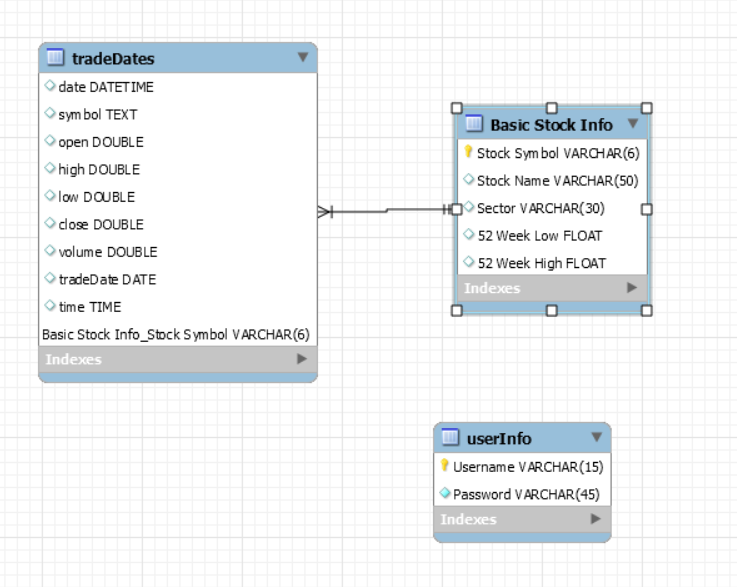 tradeDates
date DATETIME
symbol TEXT
open DOUBLE
high DOUBLE
low DOUBLE
close DOUBLE
volume DOUBLE
tradeDate DATE
time TIME
Basic Stock Info_Stock Symbol VARCHAR(6)
Indexes
Basic Stock Info
Stock Symbol VARCHAR(6)
Stock Name VARCHAR(50)
Sector VARCHAR(30)
52 Week Low FLOAT
52 Week High FLOAT
Indexes
userInfo
Username VARCHAR(15)
Password VARCHAR(45)
Indexes